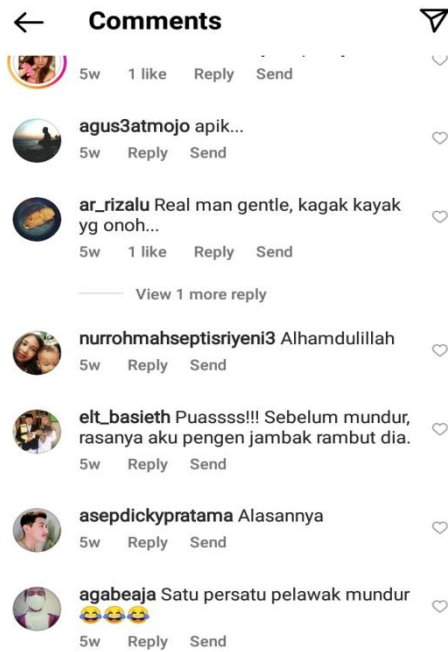 Comments
5w 1 like Reply Send
agus3atmojo apik...
5w Reply Send
ar_rizalu Real man gentle, kagak kayak
yg onoh...
5w 1 like Reply Send
View 1 more reply
nurrohmahseptisriyeni3 Alhamdulillah
5w Reply Send
elt_basieth Puassss!!! Sebelum mundur,
rasanya aku pengen jambak rambut dia.
5w Reply Send
asepdickypratama Alasannya
5w Reply Send
agabeaja Satu persatu pelawak mundur
😂😂😂
5w Reply Send